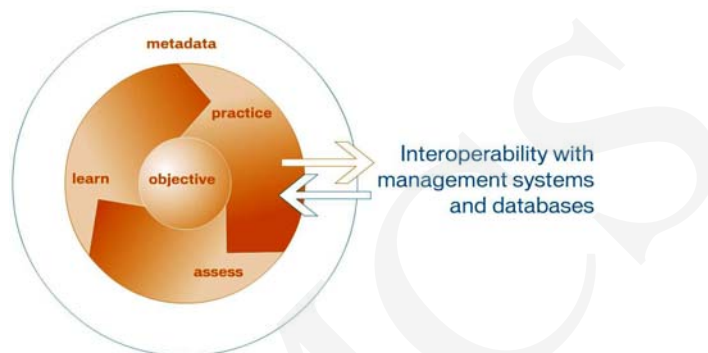 metadata
practice
learn
objective
assess
Interoperability with
management systems
and databases